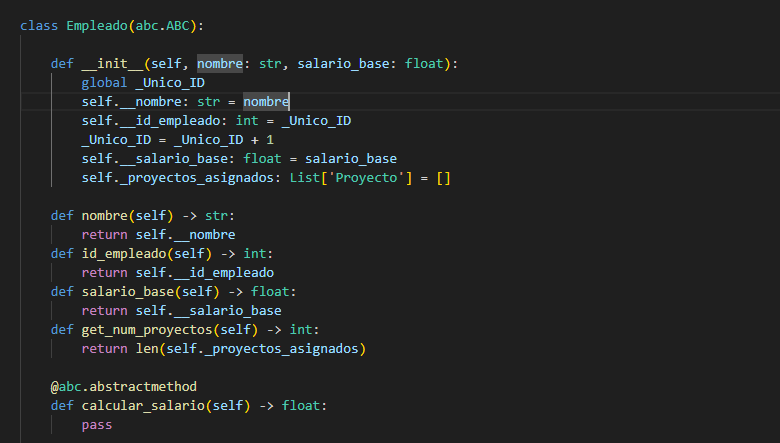 class Empleado(abc.ABC):
def __init__(self, nombre: str, salario_base: float):
global _Unico_ID
self.__nombre: str = nombre
self.__id_empleado: int = _Unico_ID
_Unico_ID = _Unico_ID + 1
self.__salario_base: float = salario_base
self._proyectos_asignados: List['Proyecto'] = []
def nombre(self) -> str:
return self.__nombre
def id_empleado(self) -> int:
return self.__id_empleado
def salario_base(self) -> float:
return self.__salario_base
def get_num_proyectos(self) -> int:
return len(self._proyectos_asignados)
@abc.abstractmethod
def calcular_salario(self) -> float:
pass